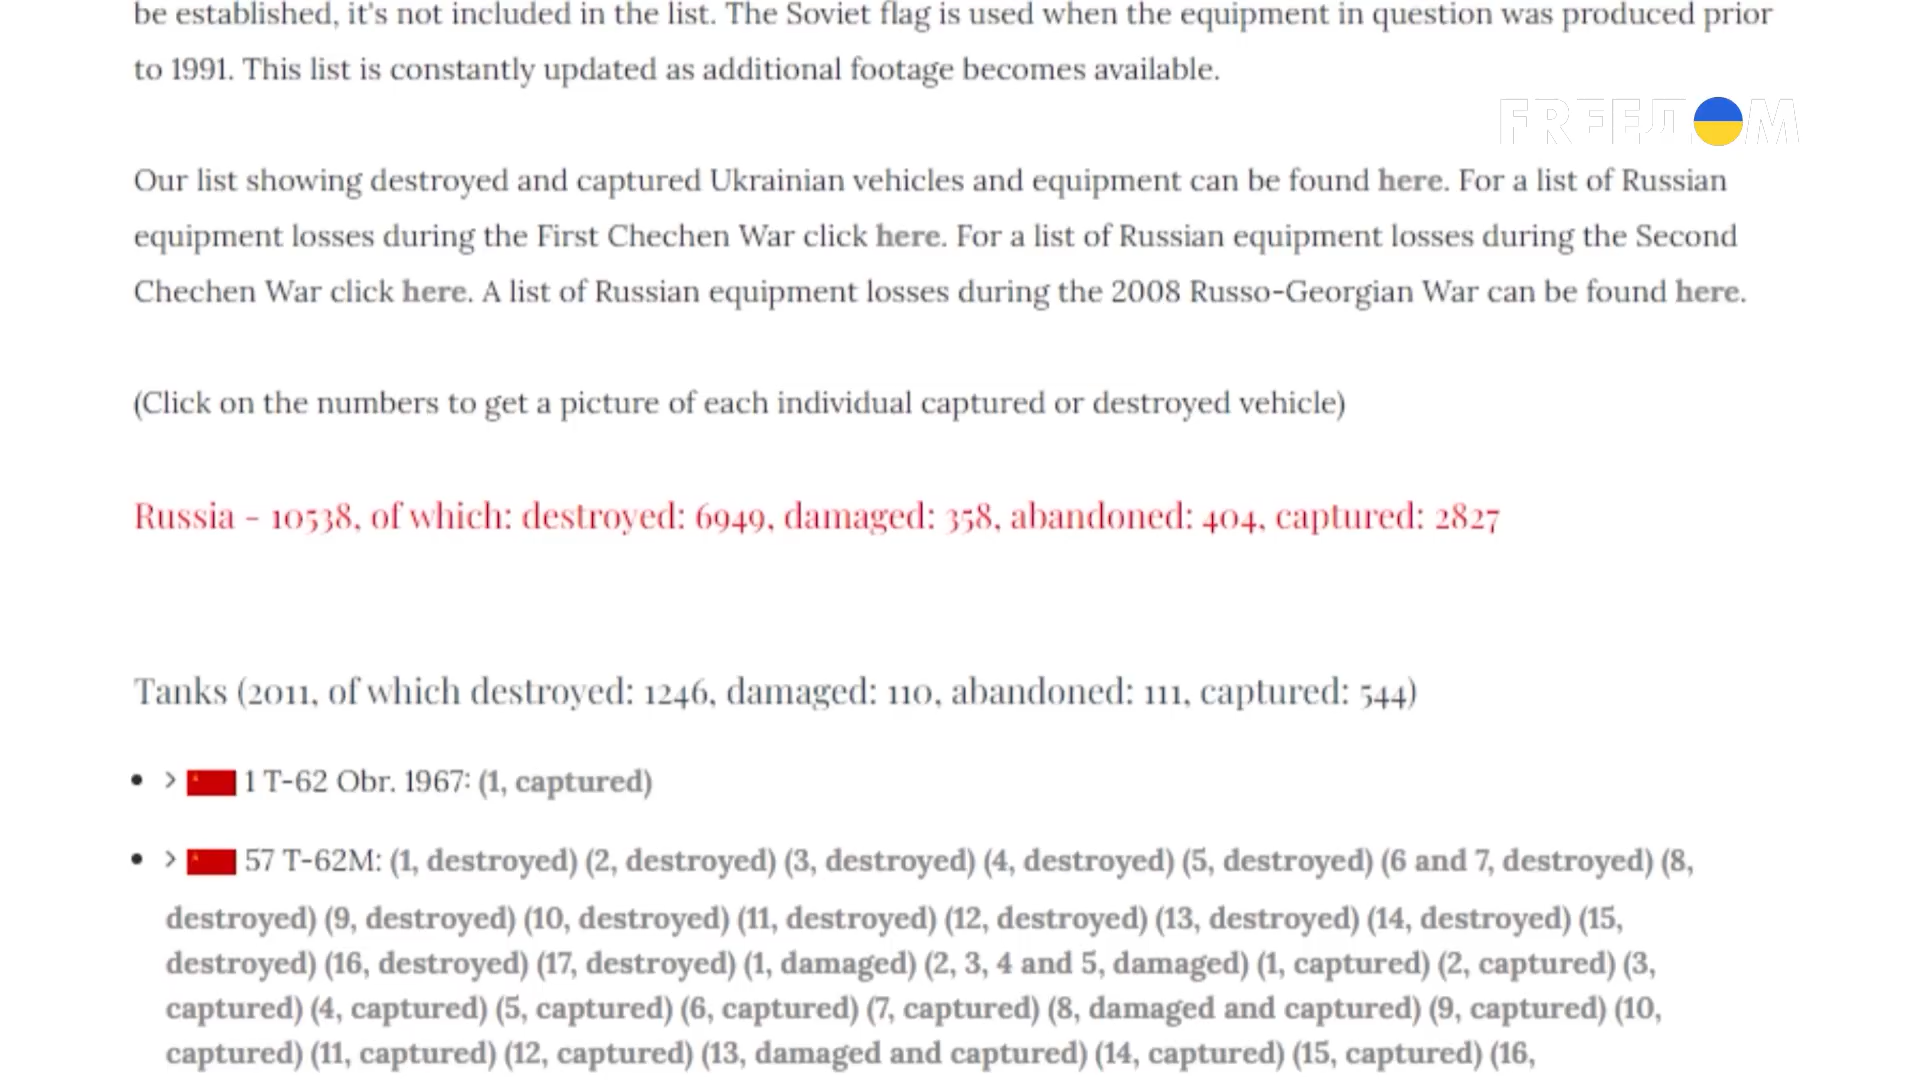 be established, it's not included in the list. The Soviet flag is used when the equipment in question was produced prior
to 1991. This list is constantly updated as additional footage becomes available.
FREEДOM
Our list showing destroyed and captured Ukrainian vehicles and equipment can be found here. For a list of Russian
equipment losses during the First Chechen War click here. For a list of Russian equipment losses during the Second
Chechen War click here. A list of Russian equipment losses during the 2008 Russo-Georgian War can be found here.
(Click on the numbers to get a picture of each individual captured or destroyed vehicle)
Russia - 10538, of which: destroyed: 6949, damaged: 358, abandoned: 404, captured: 2827
Tanks (2011, of which destroyed: 1246, damaged: 110, abandoned: 111, captured: 544)
• > 1 T-62 Obr. 1967: (1, captured)
• > 57 T-62M: (1, destroyed) (2, destroyed) (3, destroyed) (4, destroyed) (5, destroyed) (6 and 7, destroyed) (8,
destroyed) (9, destroyed) (10, destroyed) (11, destroyed) (12, destroyed) (13, destroyed) (14, destroyed) (15,
destroyed) (16, destroyed) (17, destroyed) (1, damaged) (2, 3, 4 and 5, damaged) (1, captured) (2, captured) (3,
captured) (4, captured) (5, captured) (6, captured) (7, captured) (8, damaged and captured) (9, captured) (10,
captured) (11, captured) (12, captured) (13, damaged and captured) (14, captured) (15, captured) (16,